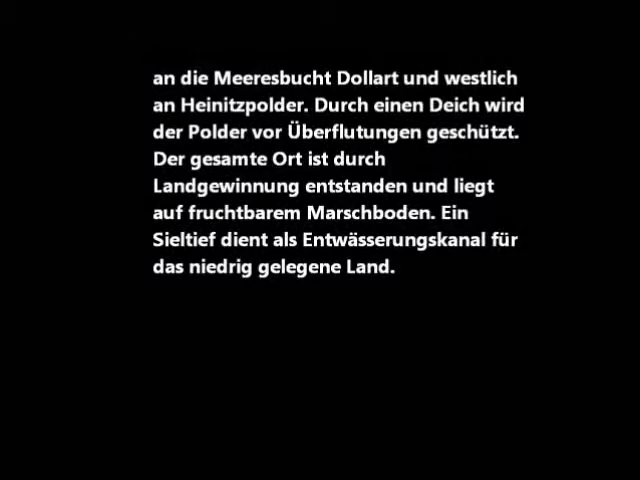 an die Meeresbucht Dollart und westlich
an Heinitzpolder. Durch einen Deich wird
der Polder vor Überflutungen geschützt.
Der gesamte Ort ist durch
Landgewinnung entstanden und liegt
auf fruchtbarem Marschboden. Ein
Sieltief dient als Entwässerungskanal für
das niedrig gelegene Land.